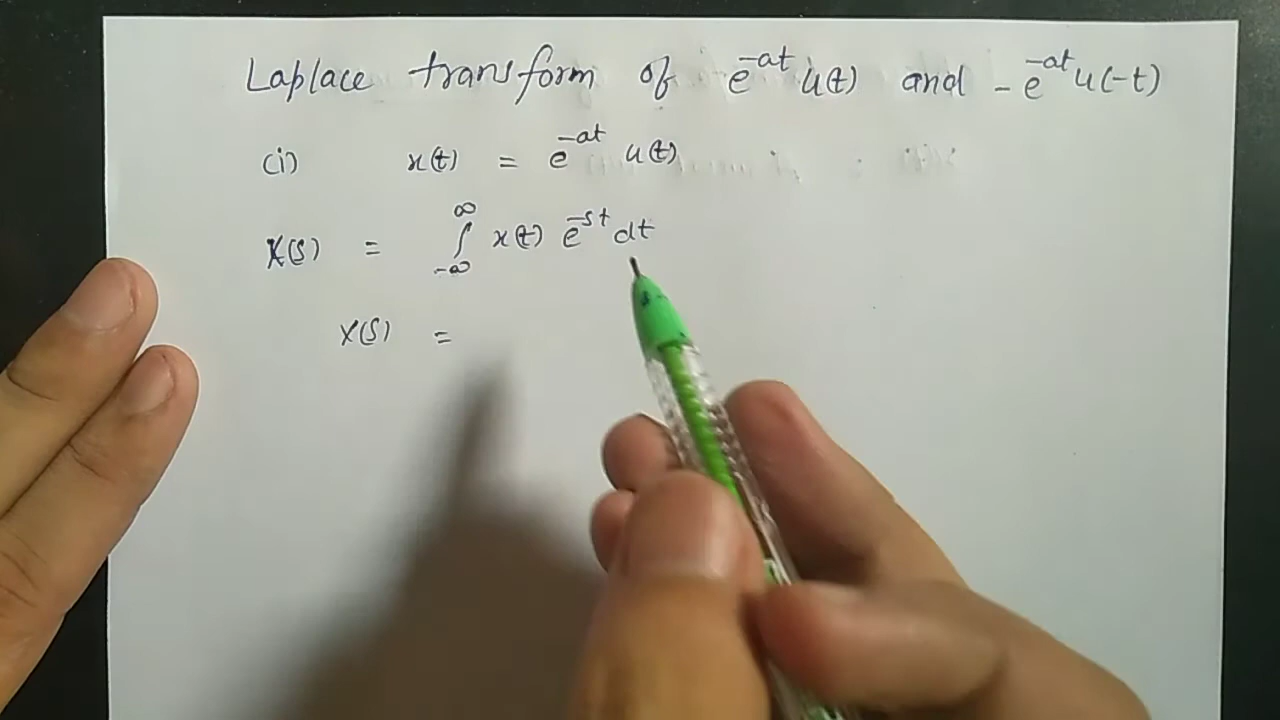 Laplace transform of e^{-at} u(t) and -e^{-at} u(-t)
(i) x(t) = e^{-at} u(t)
X(s) = ∫_{-∞}^{∞} x(t) e^{-st} dt
X(s) =